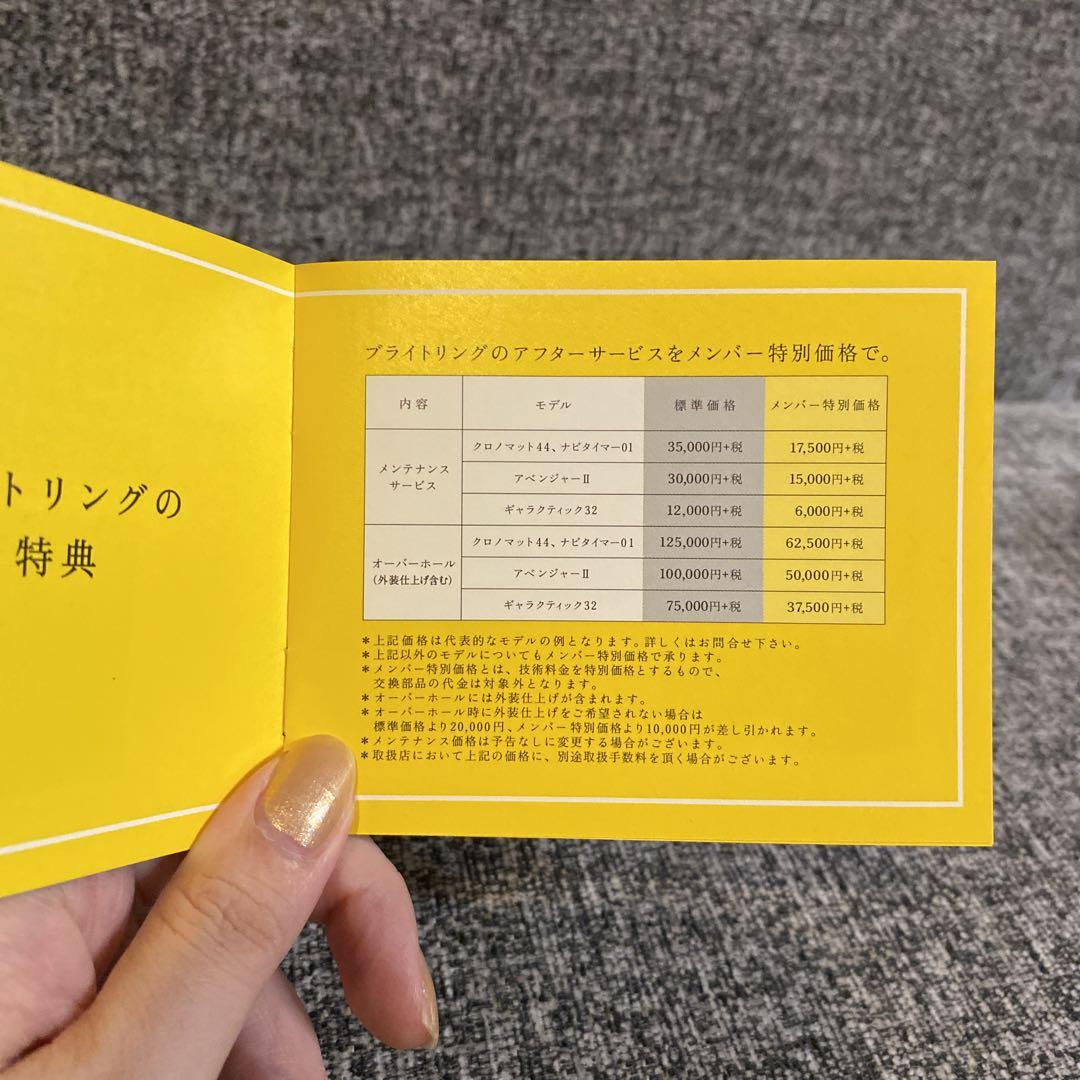 トリングの
特典
ブライトリングのアフターサービスをメンバー特別価格で。
内容 モデル 標準価格 メンバー特別価格
メンテナンス
サービス
クロノマット44、ナビタイマー01 35,000円+税 17,500円+税
アベンジャーII 30,000円+税 15,000円+税
ギャラクティック32 12,000円+税 6,000円+税
オーバーホール
(外装仕上げ含む)
クロノマット44、ナビタイマー01 125,000円+税 62,500円+税
アベンジャーII 100,000円+税 50,000円+税
ギャラクティック32 75,000円+税 37,500円+税
*上記価格は代表的なモデルの例となります。詳しくはお問合せ下さい。
*上記以外のモデルについてもメンバー特別価格で承ります。
*メンバー特別価格とは、技術料金を特別価格とするもので、
交換部品の代金は対象外となります。
*オーバーホールには外装仕上げが含まれます。
*オーバーホール時に外装仕上げをご希望されない場合は
標準価格より20,000円、メンバー特別価格より10,000円が差し引かれます。
*メンテナンス価格は予告なしに変更する場合がございます。
*取扱店において上記の価格に、別途取扱手数料を頂く場合がございます。